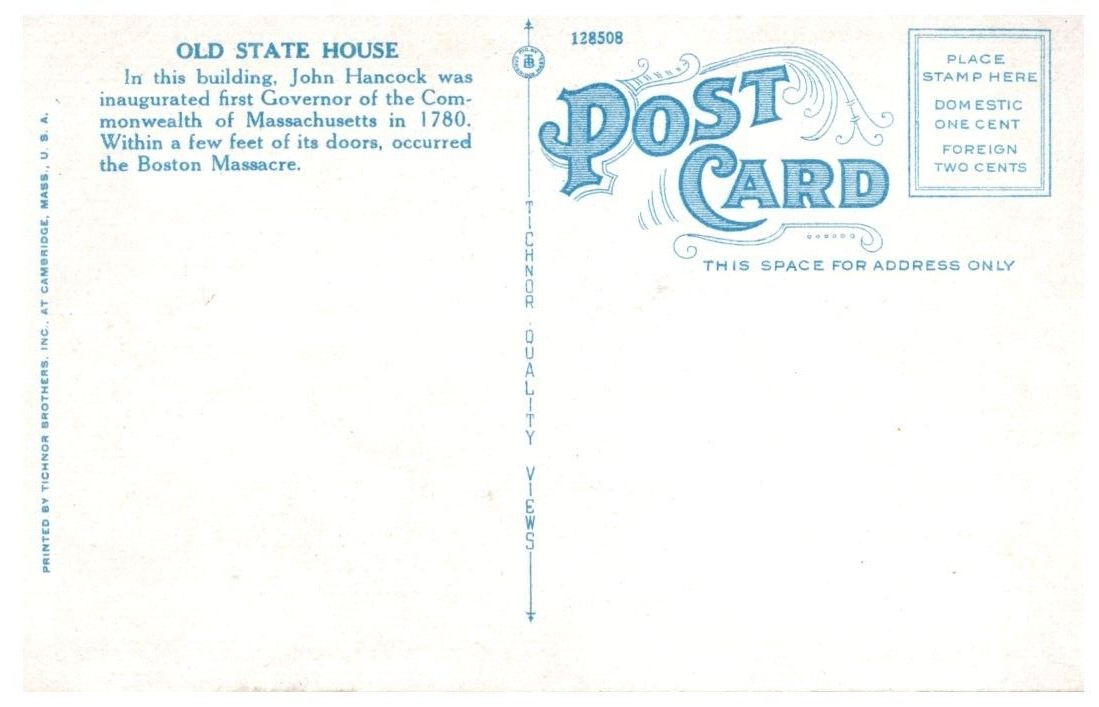 OLD STATE HOUSE
In this building, John Hancock was
inaugurated first Governor of the Com-
monwealth of Massachusetts in 1780.
Within a few feet of its doors, occurred
the Boston Massacre.
PRINTED BY TICHNOR BROTHERS, INC., AT CAMBRIDGE, MASS., U. S. A.
TICHNOR QUALITY VIEWS
128508
POST
CARD
THIS SPACE FOR ADDRESS ONLY
PLACE
STAMP HERE
DOMESTIC
ONE CENT
FOREIGN
TWO CENTS